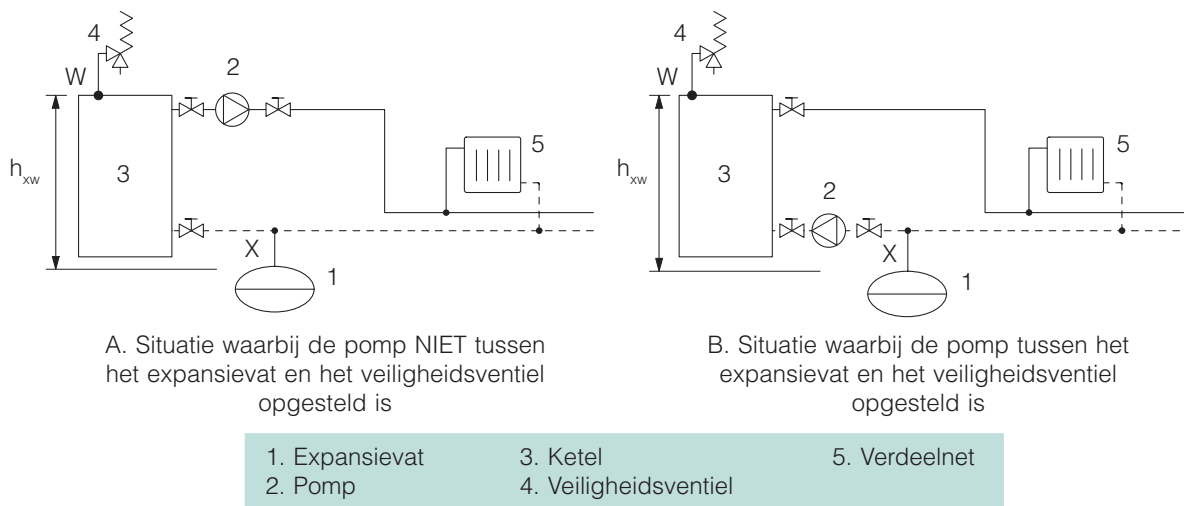 4
W
2
h_xw
3
5
X
1
A. Situatie waarbij de pomp NIET tussen
het expansievat en het veiligheidsventiel
opgesteld is
4
W
h_xw
3
5
2
X
1
B. Situatie waarbij de pomp tussen het
expansievat en het veiligheidsventiel
opgesteld is
1. Expansievat 3. Ketel 5. Verdeelnet
2. Pomp 4. Veiligheidsventiel